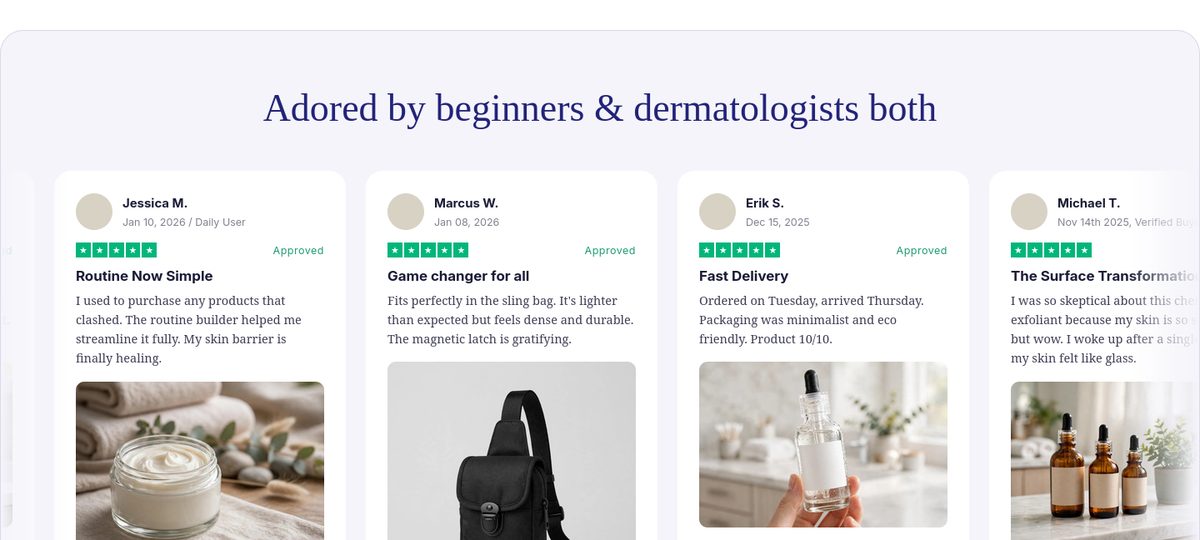 Adored by beginners & dermatologists both
Jessica M.
Jan 10, 2026 / Daily User
Approved
Routine Now Simple
I used to purchase any products that
clashed. The routine builder helped me
streamline it fully. My skin barrier is
finally healing.
Marcus W.
Jan 08, 2026
Approved
Game changer for all
Fits perfectly in the sling bag. It's lighter
than expected but feels dense and durable.
The magnetic latch is gratifying.
Erik S.
Dec 15, 2025
Approved
Fast Delivery
Ordered on Tuesday, arrived Thursday.
Packaging was minimalist and eco
friendly. Product 10/10.
Michael T.
Nov 14th 2025, Verified
The Surface
I was so skeptical about this
exfoliant because my skin is so
but wow. I woke up after a
my skin felt like glass.